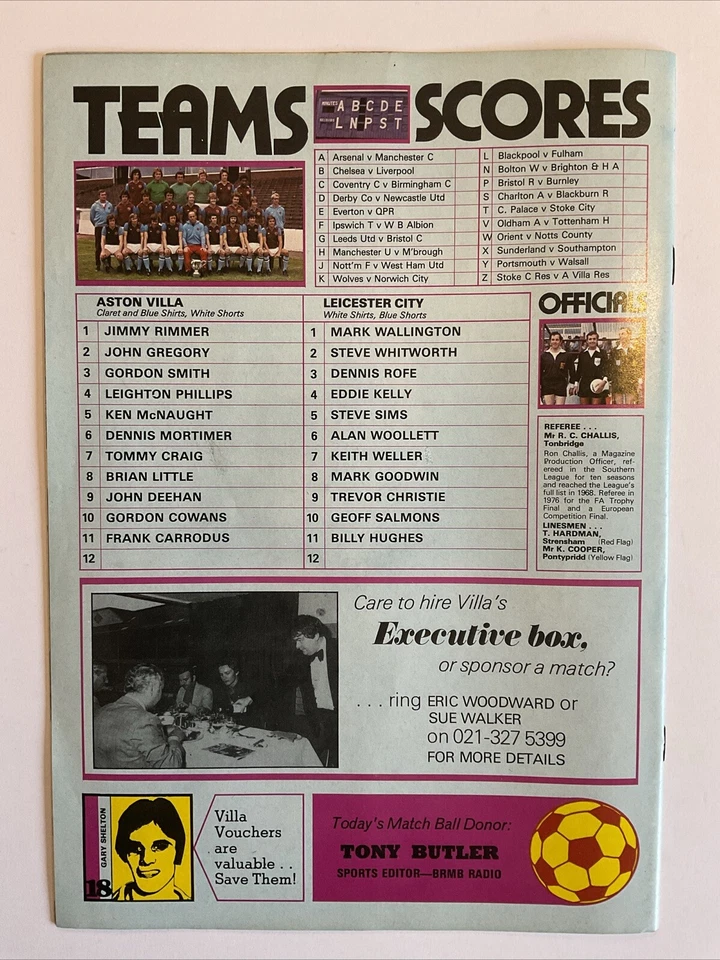 TEAMS
MINUTES
A B C D E
L N P S T
SCORES
A Arsenal v Manchester C
B Chelsea v Liverpool
C Coventry C v Birmingham C
D Derby Co v Newcastle Utd
E Everton v QPR
F Ipswich T v W B Albion
G Leeds Utd v Bristol C
H Manchester U v M'brough
J Nott'm F v West Ham Utd
K Wolves v Norwich City
L Blackpool v Fulham
N Bolton W v Brighton & H A
P Bristol R v Burnley
S Charlton A v Blackburn R
T C. Palace v Stoke City
V Oldham A v Tottenham H
W Orient v Notts County
X Sunderland v Southampton
Y Portsmouth v Walsall
Z Stoke C Res v A Villa Res
ASTON VILLA
Claret and Blue Shirts, White Shorts
1 JIMMY RIMMER
2 JOHN GREGORY
3 GORDON SMITH
4 LEIGHTON PHILLIPS
5 KEN McNAUGHT
6 DENNIS MORTIMER
7 TOMMY CRAIG
8 BRIAN LITTLE
9 JOHN DEEHAN
10 GORDON COWANS
11 FRANK CARRODUS
12
LEICESTER CITY
White Shirts, Blue Shorts
1 MARK WALLINGTON
2 STEVE WHITWORTH
3 DENNIS ROFE
4 EDDIE KELLY
5 STEVE SIMS
6 ALAN WOOLLETT
7 KEITH WELLER
8 MARK GOODWIN
9 TREVOR CHRISTIE
10 GEOFF SALMONS
11 BILLY HUGHES
12
OFFICIALS
REFEREE . . .
Mr R. C. CHALLIS,
Tonbridge
Ron Challis, a Magazine
Production Officer, ref-
ereed in the Southern
League for ten seasons
and reached the League's
full list in 1968. Referee in
1976 for the FA Trophy
Final and a European
Competition Final.
LINESMEN . . .
T. HARDMAN,
Strensham (Red Flag)
Mr K. COOPER,
Pontypridd (Yellow Flag)
Care to hire Villa's
Executive box,
or sponsor a match?
. . . ring ERIC WOODWARD or
SUE WALKER
on 021-327 5399
FOR MORE DETAILS
GARY SHELTON
18
Villa
Vouchers
are
valuable . .
Save Them!
Today's Match Ball Donor:
TONY BUTLER
SPORTS EDITOR—BRMB RADIO